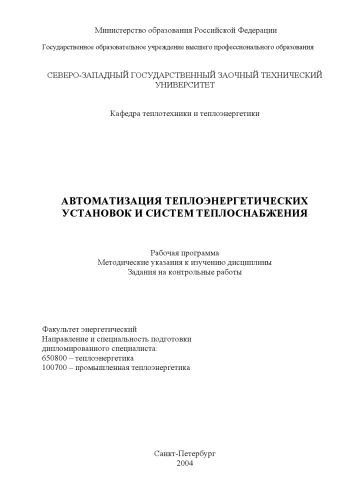 Министерство образования Российской Федерации
Государственное образовательное учреждение высшего профессионального образования
СЕВЕРО-ЗАПАДНЫЙ ГОСУДАРСТВЕННЫЙ ЗАОЧНЫЙ ТЕХНИЧЕСКИЙ
УНИВЕРСИТЕТ
Кафедра теплотехники и теплоэнергетики
АВТОМАТИЗАЦИЯ ТЕПЛОЭНЕРГЕТИЧЕСКИХ
УСТАНОВОК И СИСТЕМ ТЕПЛОСНАБЖЕНИЯ
Рабочая программа
Методические указания к изучению дисциплины
Задания на контрольные работы
Факультет энергетический
Направление и специальность подготовки
дипломированного специалиста:
650800 – теплоэнергетика
100700 – промышленная теплоэнергетика
Санкт-Петербург
2004